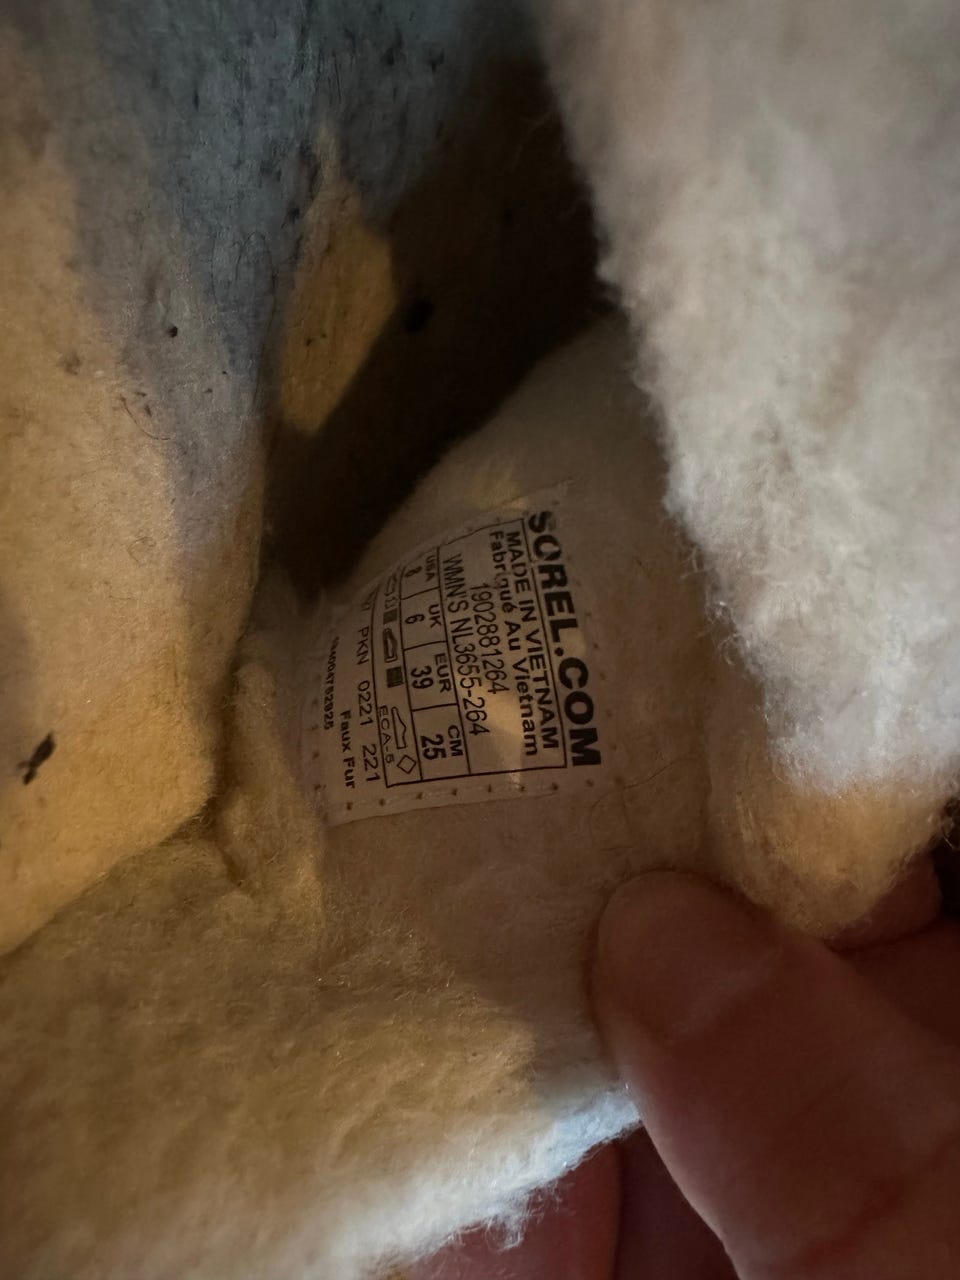 SOREL.COM
MADE IN VIETNAM
Fabriqué Au Vietnam
1902881264
WMN'S NL3655-264
USA UK EUR CM
8 6 39 25
ECA-5
PKN 0221 221
Faux Fur